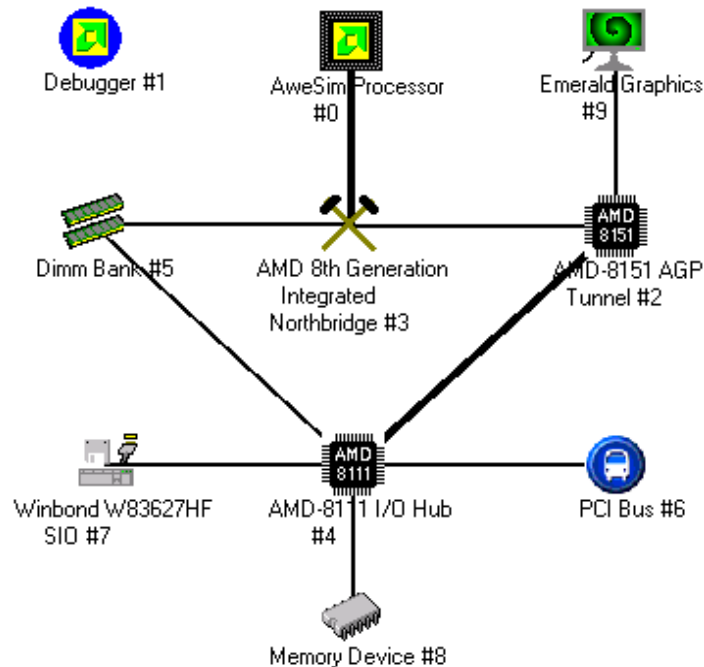 Debugger #1
AweSim Processor
#0
Emerald Graphics
#9
Dimm Bank #5
AMD 8th Generation
Integrated
Northbridge #3
AMD
8151
AMD-8151 AGP
Tunnel #2
Winbond W83627HF
SIO #7
AMD
8111
AMD-8111 I/O Hub
#4
PCI Bus #6
Memory Device #8